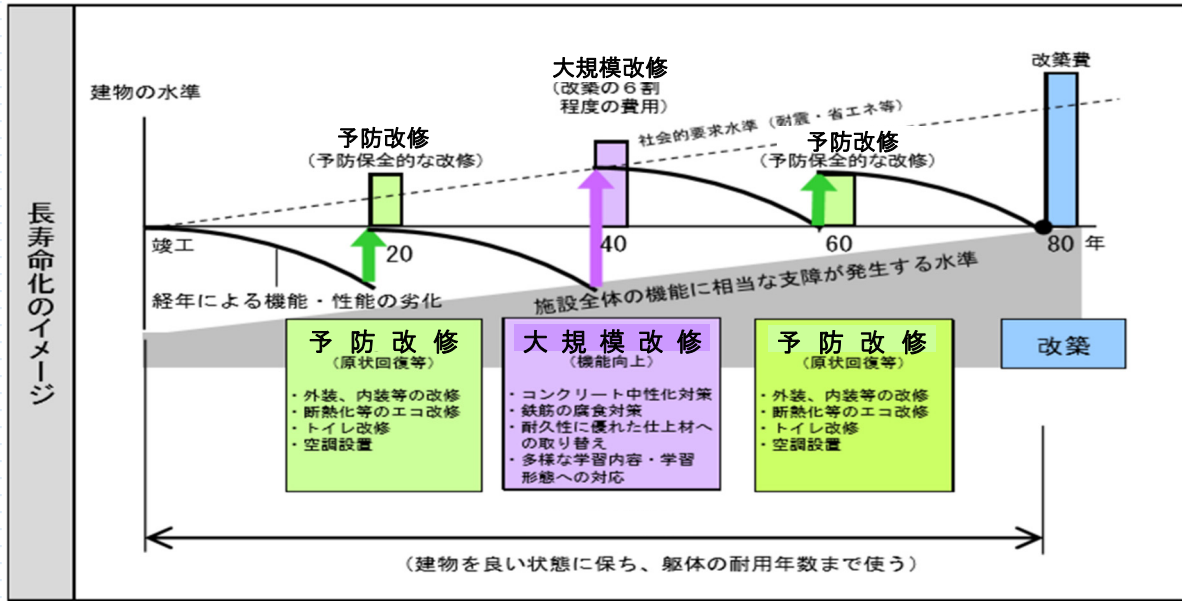 長寿命化のイメージ
建物の水準
予防改修
(予防保全的な改修)
大規模改修
(改築の6割
程度の費用)
社会的要求水準(耐震・省エネ等)
予防改修
(予防保全的な改修)
改築費
竣工
20
40
60
80 年
経年による機能・性能の劣化
施設全体の機能に相当な支障が発生する水準
予防改修
(原状回復等)
・外装、内装等の改修
・断熱化等のエコ改修
・トイレ改修
・空調設置
大規模改修
(機能向上)
・コンクリート中性化対策
・鉄筋の腐食対策
・耐久性に優れた仕上材へ
の取り替え
・多様な学習内容・学習
形態への対応
予防改修
(原状回復等)
・外装、内装等の改修
・断熱化等のエコ改修
・トイレ改修
・空調設置
改築
(建物を良い状態に保ち、躯体の耐用年数まで使う)